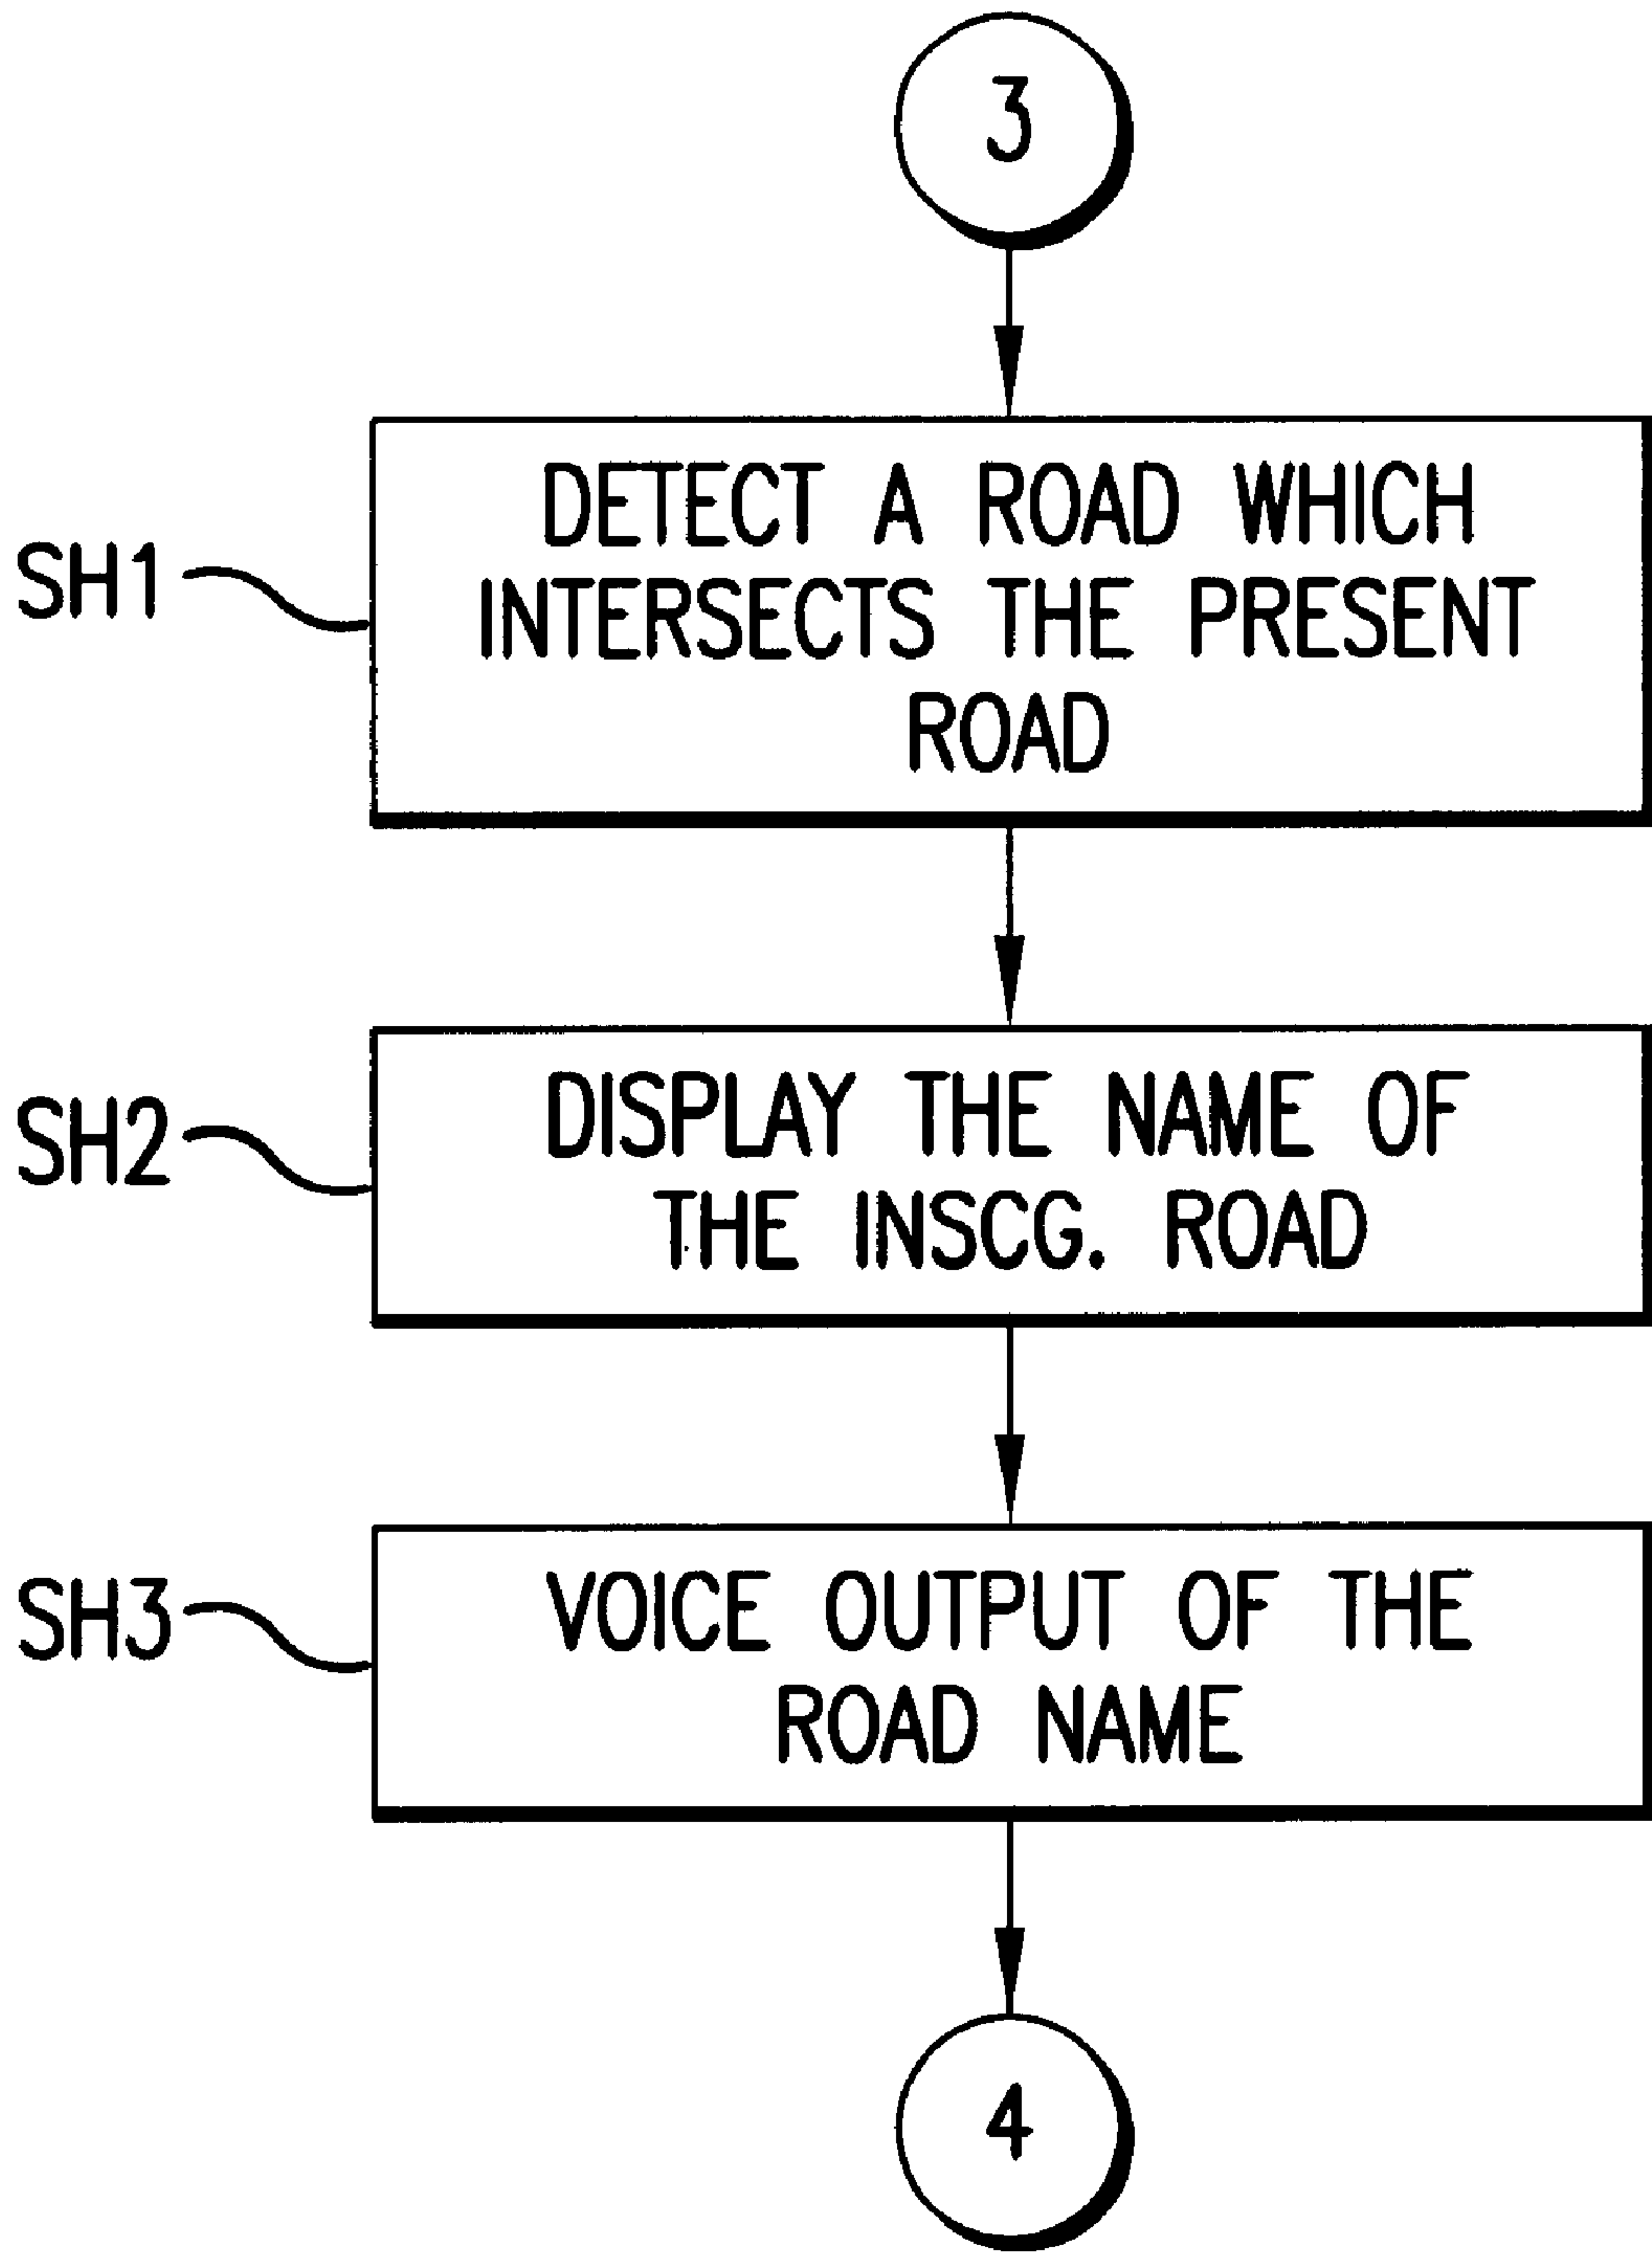 3
SH1
DETECT A ROAD WHICH
INTERSECTS THE PRESENT
ROAD
SH2
DISPLAY THE NAME OF
THE INSCG. ROAD
SH3
VOICE OUTPUT OF THE
ROAD NAME
4